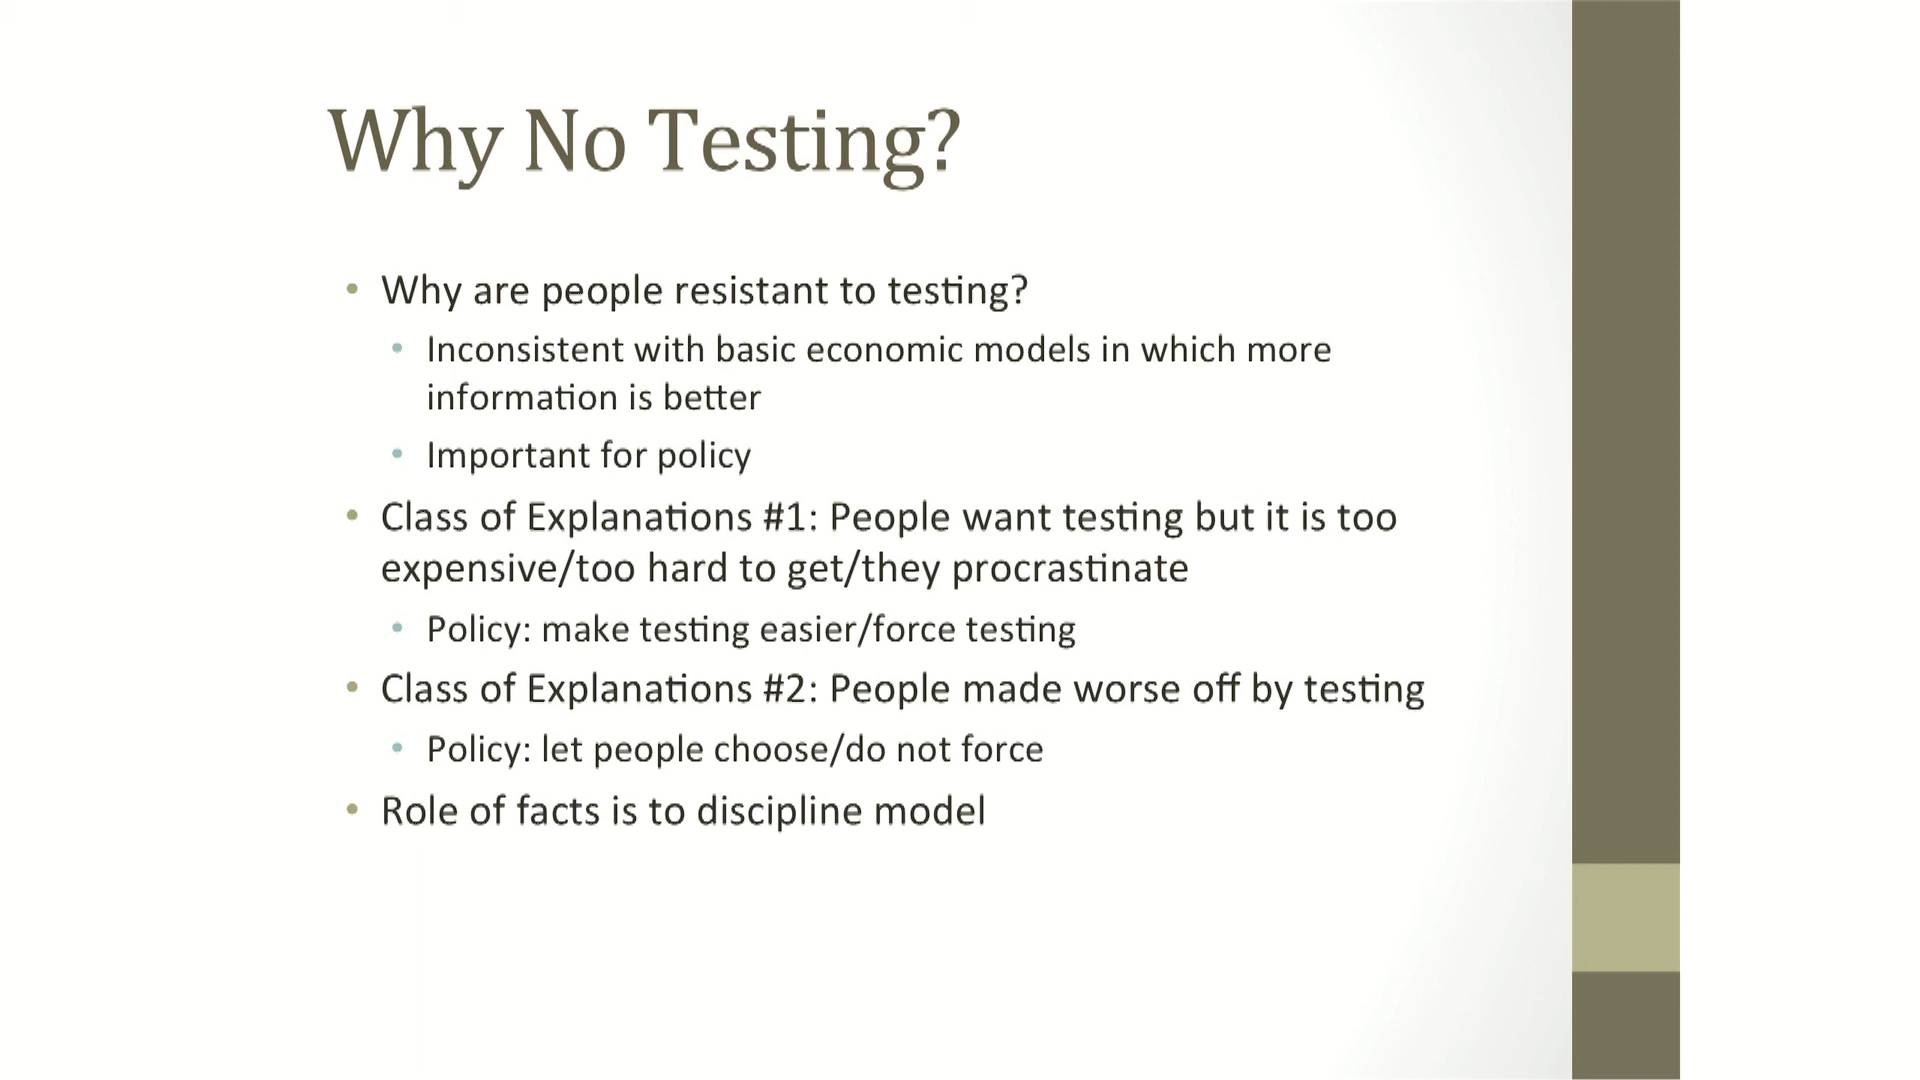 Why No Testing?
• Why are people resistant to testing?
• Inconsistent with basic economic models in which more
information is better
• Important for policy
• Class of Explanations #1: People want testing but it is too
expensive/too hard to get/they procrastinate
• Policy: make testing easier/force testing
• Class of Explanations #2: People made worse off by testing
• Policy: let people choose/do not force
• Role of facts is to discipline model